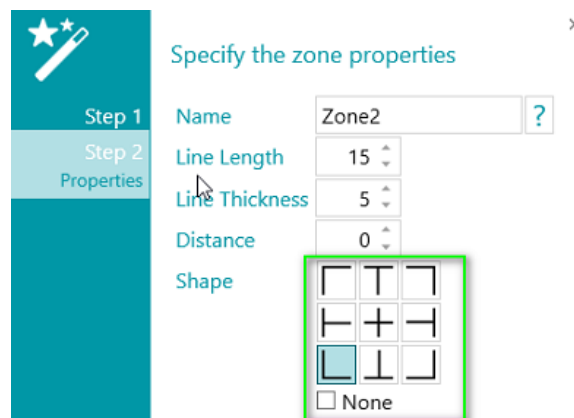 Specify the zone properties
Step 1
Step 2
Properties
Name Zone2 ?
Line Length 15
Line Thickness 5
Distance 0
Shape
None